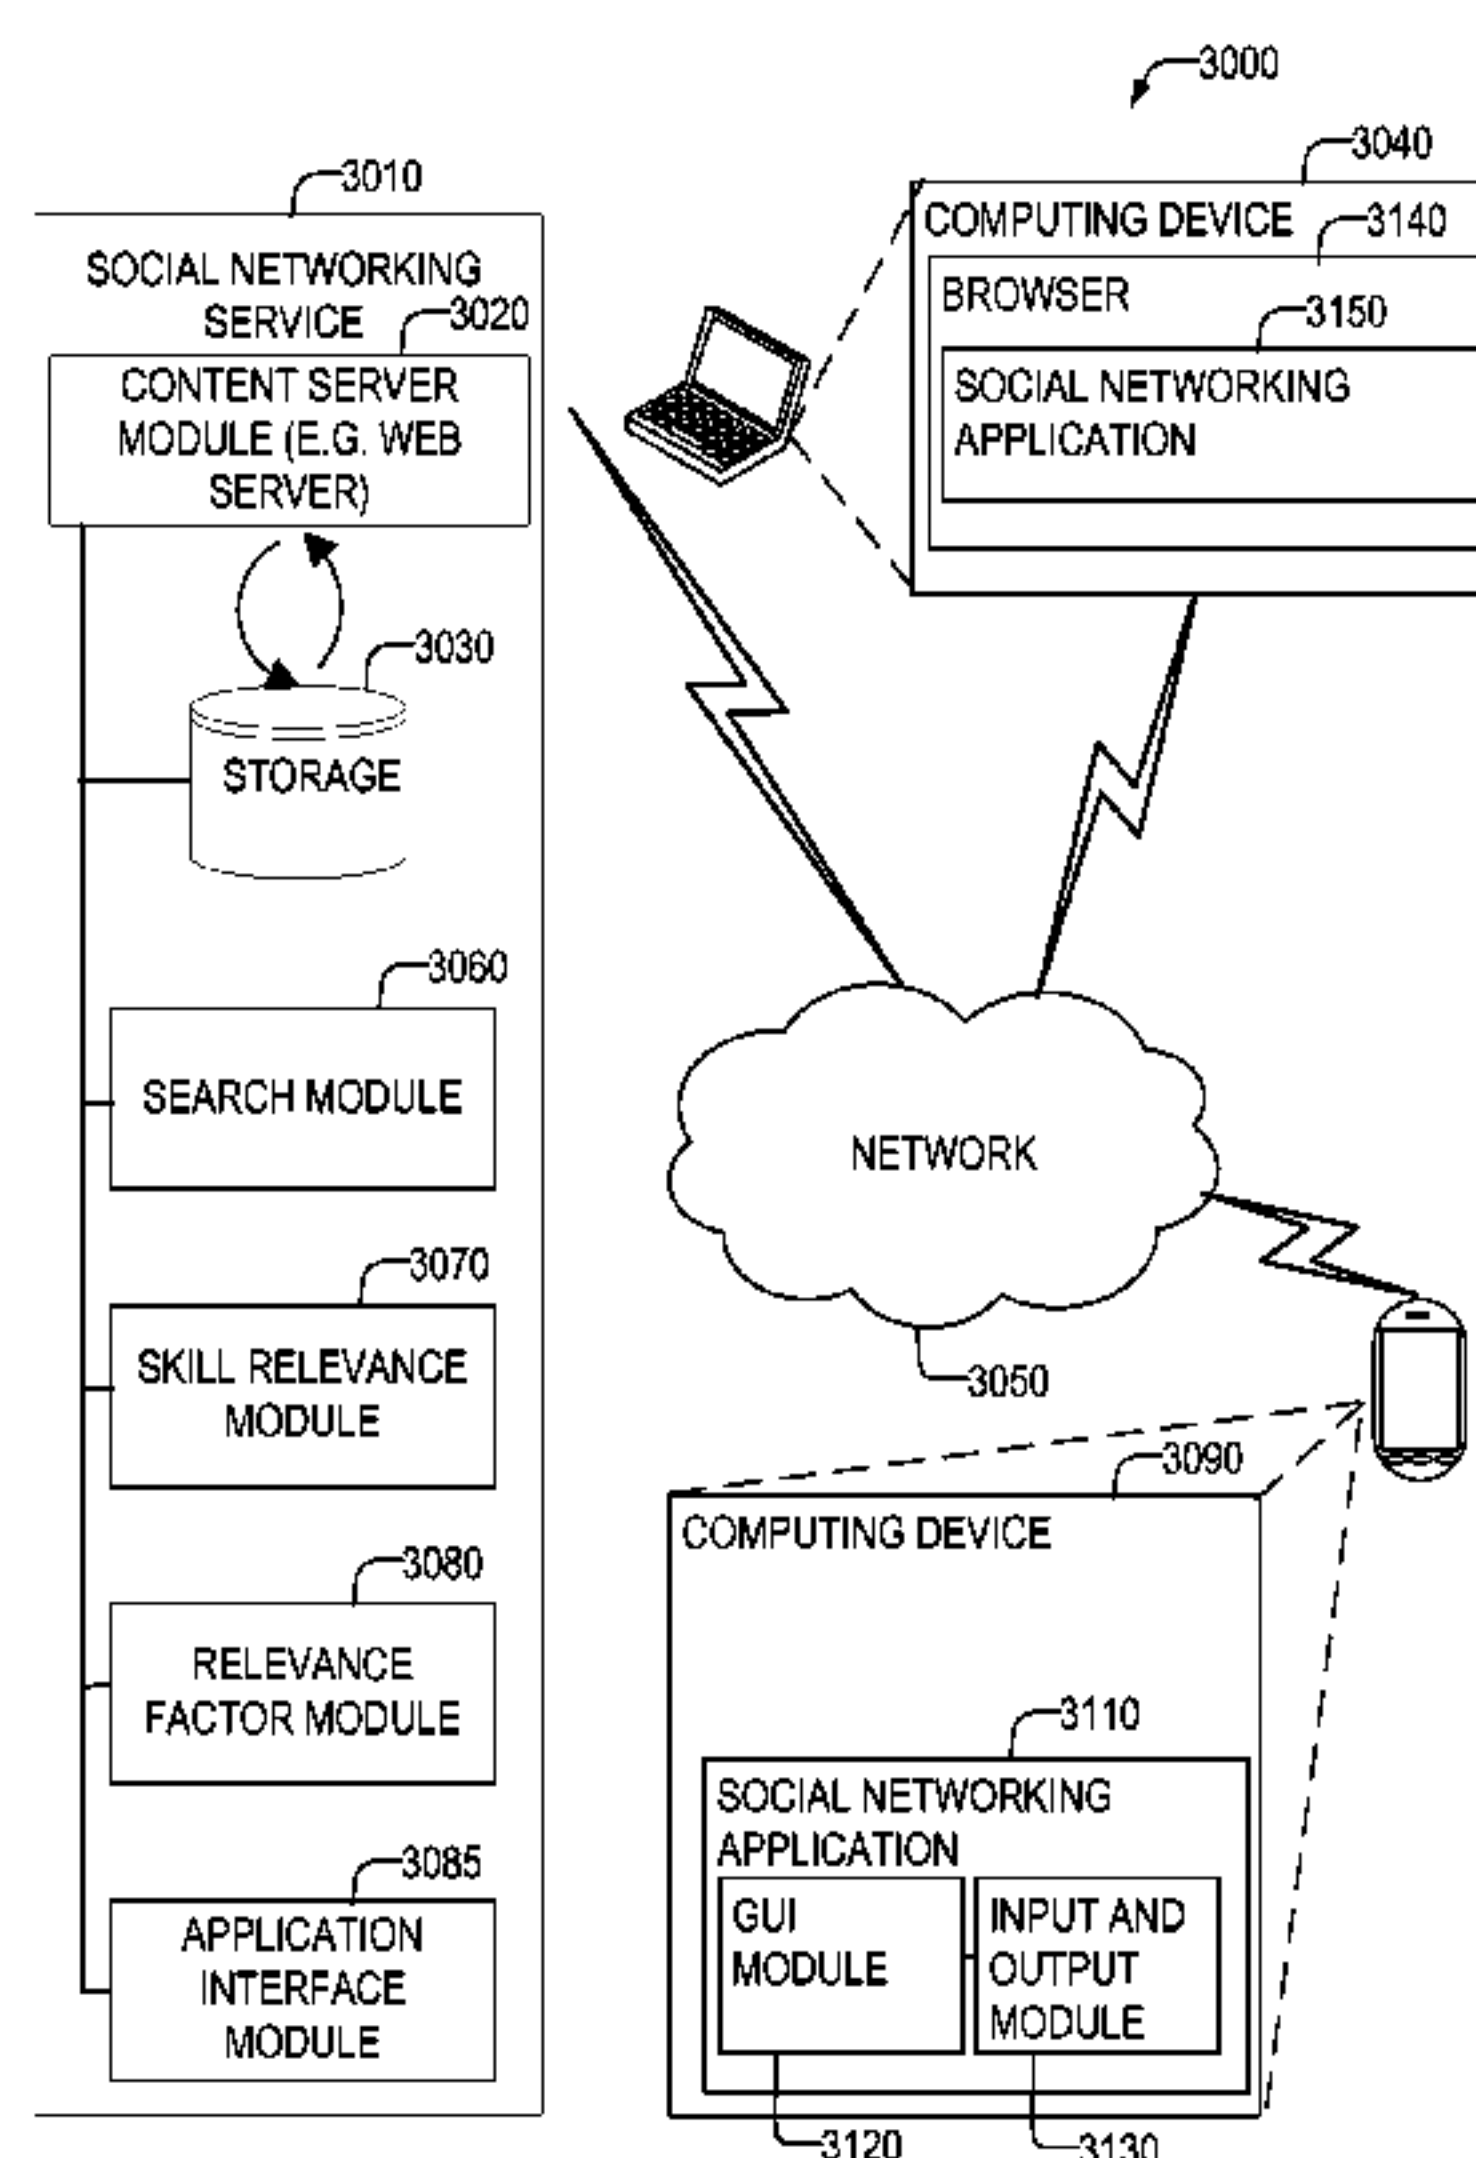 3000
3010
SOCIAL NETWORKING
SERVICE
3020
CONTENT SERVER
MODULE (E.G. WEB
SERVER)
3030
STORAGE
3060
SEARCH MODULE
3070
SKILL RELEVANCE
MODULE
3080
RELEVANCE
FACTOR MODULE
3085
APPLICATION
INTERFACE
MODULE
3040
COMPUTING DEVICE
3140
BROWSER
3150
SOCIAL NETWORKING
APPLICATION
NETWORK
3050
3090
COMPUTING DEVICE
3110
SOCIAL NETWORKING
APPLICATION
GUI
MODULE
INPUT AND
OUTPUT
MODULE
3120
3130